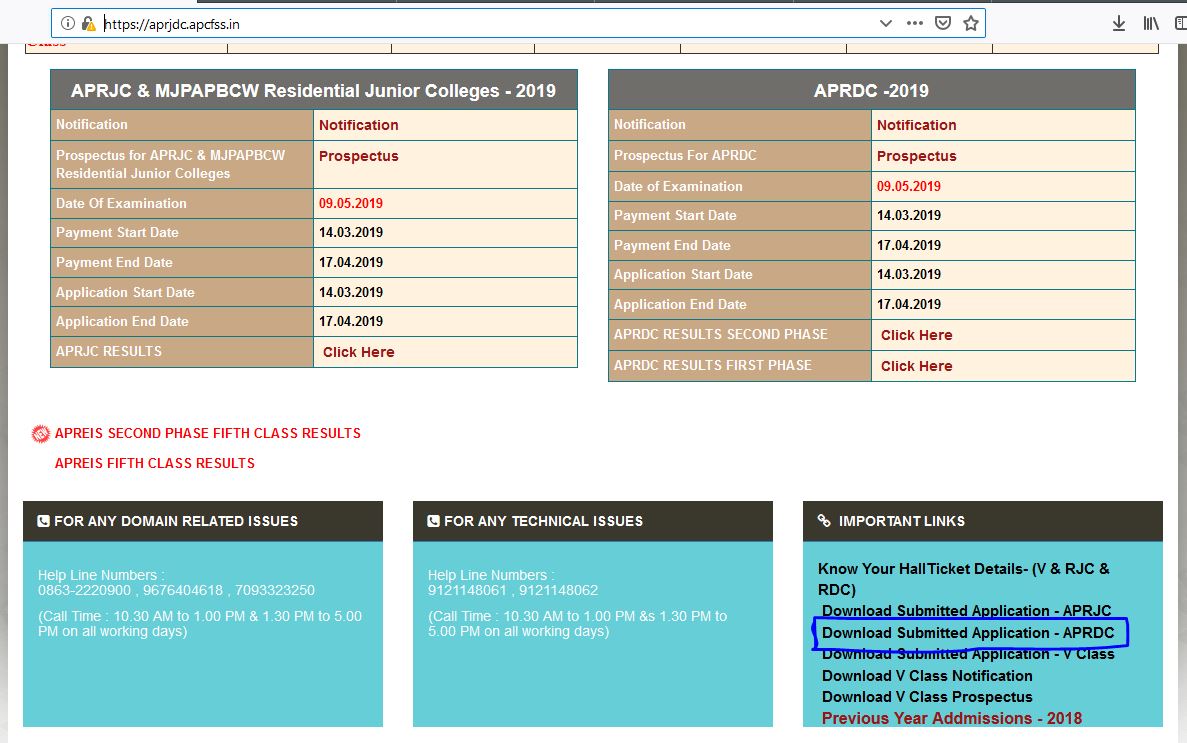 https://aprjdc.apcfss.in
Class
APRJC & MJPAPBCW Residential Junior Colleges - 2019
Notification Notification
Prospectus for APRJC & MJPAPBCW Prospectus
Residential Junior Colleges
Date Of Examination 09.05.2019
Payment Start Date 14.03.2019
Payment End Date 17.04.2019
Application Start Date 14.03.2019
Application End Date 17.04.2019
APRJC RESULTS Click Here
APRDC -2019
Notification Notification
Prospectus For APRDC Prospectus
Date of Examination 09.05.2019
Payment Start Date 14.03.2019
Payment End Date 17.04.2019
Application Start Date 14.03.2019
Application End Date 17.04.2019
APRDC RESULTS SECOND PHASE Click Here
APRDC RESULTS FIRST PHASE Click Here
APREIS SECOND PHASE FIFTH CLASS RESULTS
APREIS FIFTH CLASS RESULTS
FOR ANY DOMAIN RELATED ISSUES
Help Line Numbers :
0863-2220900 , 9676404618 , 7093323250
(Call Time : 10.30 AM to 1.00 PM & 1.30 PM to 5.00
PM on all working days)
FOR ANY TECHNICAL ISSUES
Help Line Numbers :
9121148061 , 9121148062
(Call Time : 10.30 AM to 1.00 PM &s 1.30 PM to
5.00 PM on all working days)
IMPORTANT LINKS
Know Your HallTicket Details- (V & RJC &
RDC)
Download Submitted Application - APRJC
Download Submitted Application - APRDC
Download Submitted Application - V Class
Download V Class Notification
Download V Class Prospectus
Previous Year Addmissions - 2018